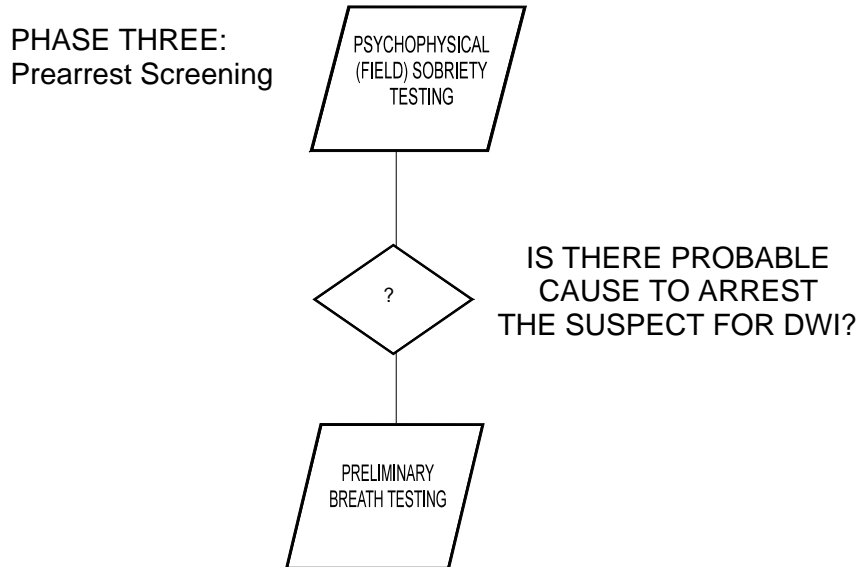 PHASE THREE:
Prearrest Screening
PSYCHOPHYSICAL
(FIELD) SOBRIETY
TESTING
?
IS THERE PROBABLE
CAUSE TO ARREST
THE SUSPECT FOR DWI?
PRELIMINARY
BREATH TESTING